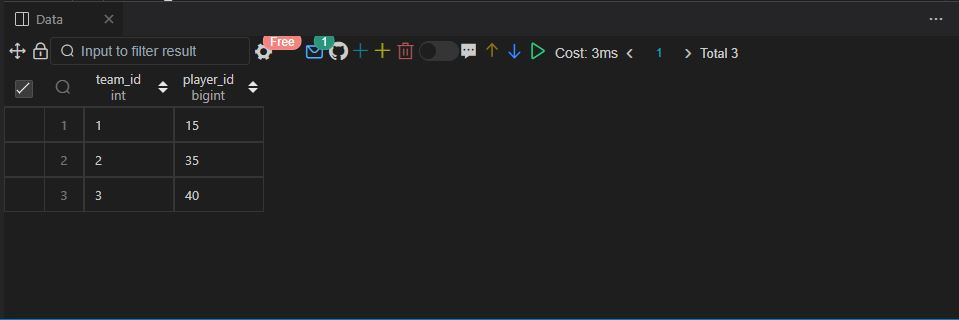 Data
Input to filter result
Free
1
Cost: 3ms
1
Total 3
team_id player_id
int bigint
1 1 15
2 2 35
3 3 40